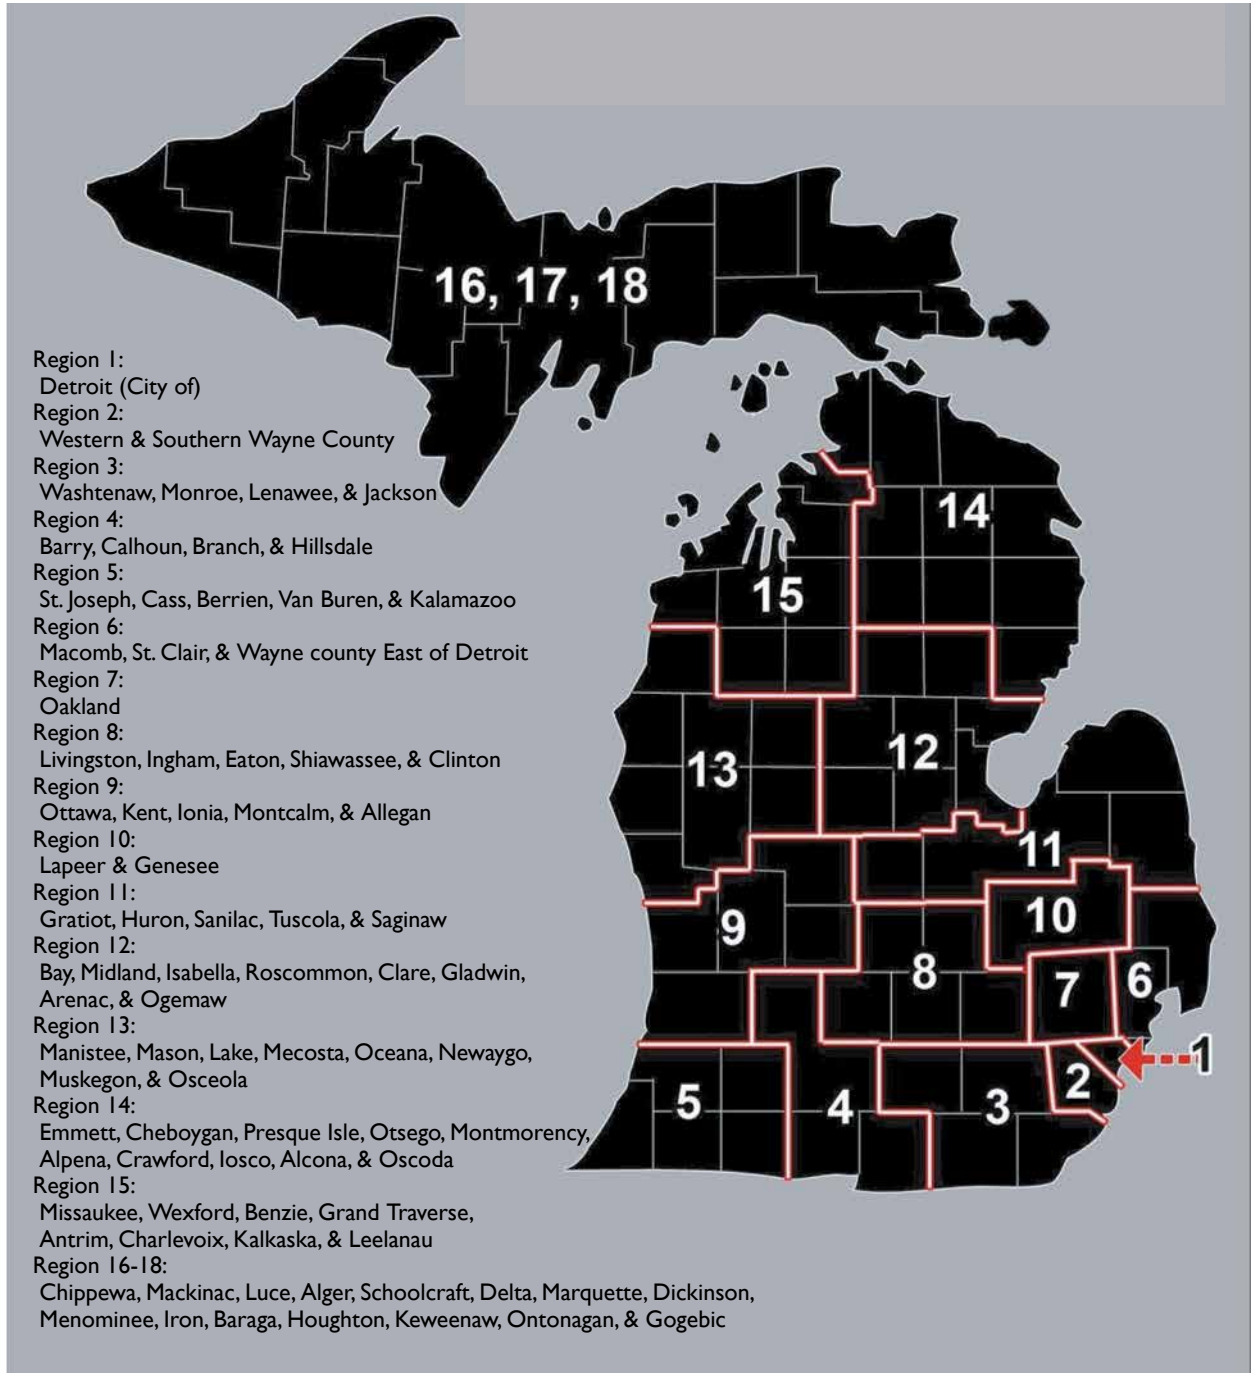 16, 17, 18
Region 1:
Detroit (City of)
Region 2:
Western & Southern Wayne County
Region 3:
Washtenaw, Monroe, Lenawee, & Jackson
Region 4:
Barry, Calhoun, Branch, & Hillsdale
Region 5:
St. Joseph, Cass, Berrien, Van Buren, & Kalamazoo
Region 6:
Macomb, St. Clair, & Wayne county East of Detroit
Region 7:
Oakland
Region 8:
Livingston, Ingham, Eaton, Shiawassee, & Clinton
Region 9:
Ottawa, Kent, Ionia, Montcalm, & Allegan
Region 10:
Lapeer & Genesee
Region 11:
Gratiot, Huron, Sanilac, Tuscola, & Saginaw
Region 12:
Bay, Midland, Isabella, Roscommon, Clare, Gladwin,
Arenac, & Ogemaw
Region 13:
Manistee, Mason, Lake, Mecosta, Oceana, Newaygo,
Muskegon, & Osceola
Region 14:
Emmett, Cheboygan, Presque Isle, Otsego, Montmorency,
Alpena, Crawford, Iosco, Alcona, & Oscoda
Region 15:
Missaukee, Wexford, Benzie, Grand Traverse,
Antrim, Charlevoix, Kalkaska, & Leelanau
Region 16-18:
Chippewa, Mackinac, Luce, Alger, Schoolcraft, Delta, Marquette, Dickinson,
Menominee, Iron, Baraga, Houghton, Keweenaw, Ontonagan, & Gogebic
14
15
12
13
11
10
9
8
7
6
1
2
5
4
3